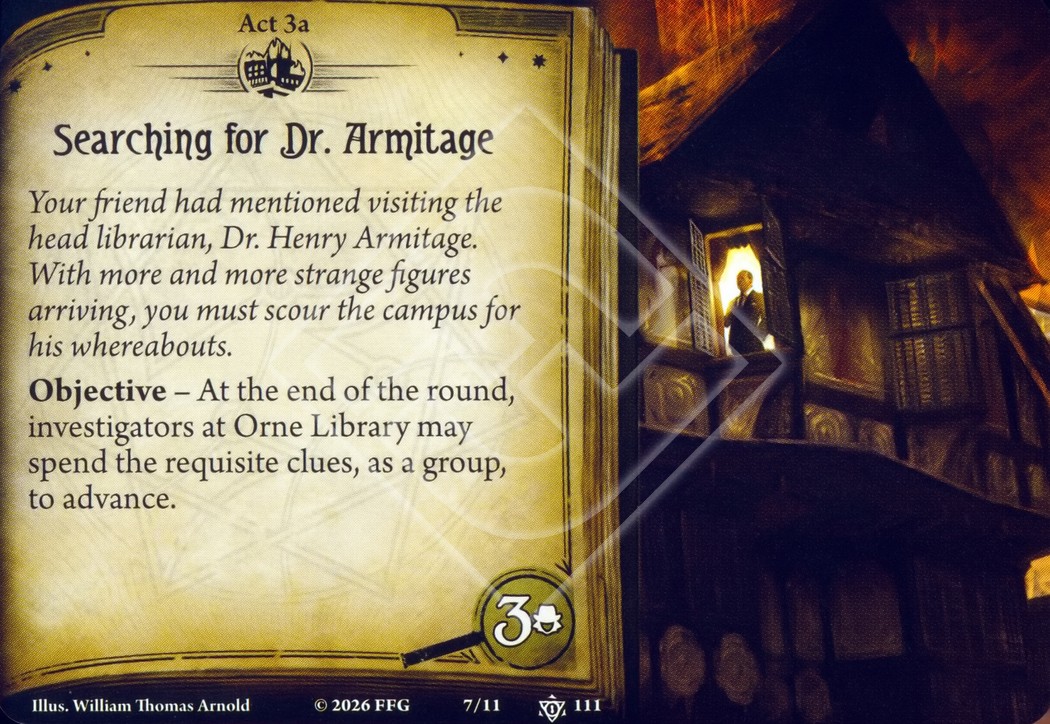 Act 3a
Searching for Dr. Armitage
Your friend had mentioned visiting the
head librarian, Dr. Henry Armitage.
With more and more strange figures
arriving, you must scour the campus for
his whereabouts.
Objective – At the end of the round,
investigators at Orne Library may
spend the requisite clues, as a group,
to advance.
3
Illus. William Thomas Arnold © 2026 FFG 7/11 1 111